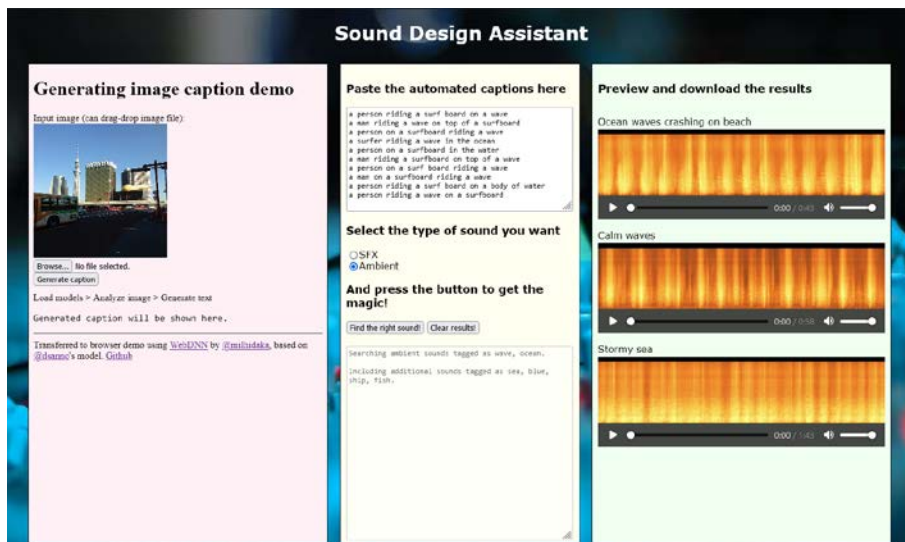 Sound Design Assistant
Generating image caption demo
Input image (can drag-drop image file):
Browse... No file selected.
Generate caption
Load models > Analyze image > Generate text
Generated caption will be shown here.
Transferred to browser demo using WebDNN by @milhidaka, based on
@dsanno's model. Github
Paste the automated captions here
a person riding a surf board on a wave
a man riding a wave on top of a surfboard
a person on a surfboard riding a wave
a surfer riding a wave in the ocean
a person on a surfboard in the water
a man riding a surfboard on top of a wave
a person on a surf board riding a wave
a man on a surfboard riding a wave
a person riding a surf board on a body of water
a person riding a wave on a surfboard
Select the type of sound you want
SFX
Ambient
And press the button to get the
magic!
Find the right sound! Clear results!
Searching ambient sounds tagged as wave, ocean.
Including additional sounds tagged as sea, blue,
ship, fish.
Preview and download the results
Ocean waves crashing on beach
0:00 / 0:43
Calm waves
0:00 / 0:58
Stormy sea
0:00 / 1:45